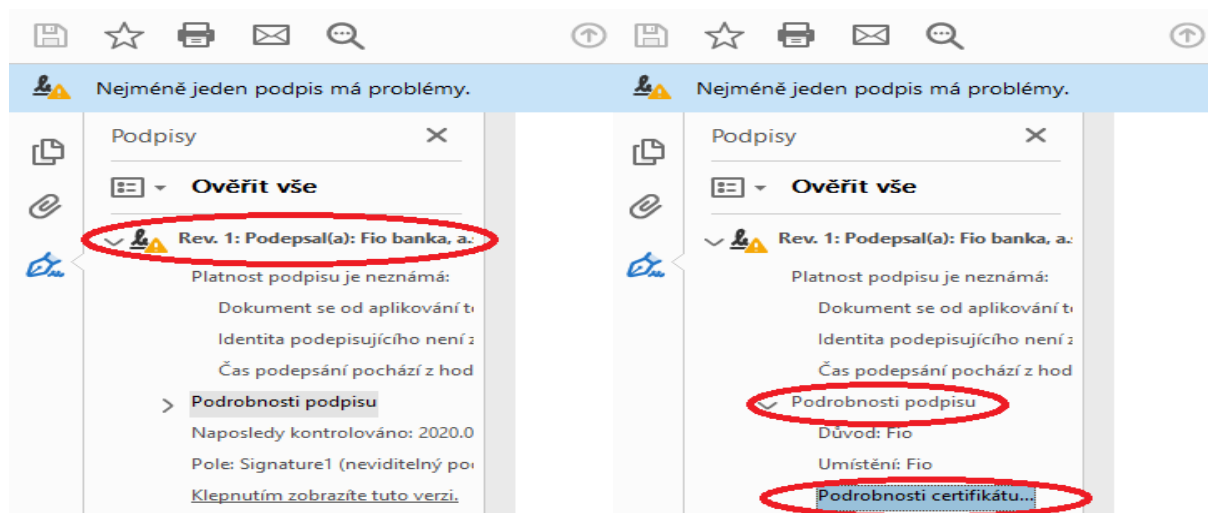 Nejméně jeden podpis má problémy.
Podpisy
Ověřit vše
Rev. 1: Podepsal(a): Fio banka, a.
Platnost podpisu je neznámá:
Dokument se od aplikování
Identita podepisujícího není
Čas podepsání pochází z hod
Podrobnosti podpisu
Naposledy kontrolováno: 2020.0
Pole: Signature1 (neviditelný
Klepnutím zobrazíte tuto verzi.
Nejméně jeden podpis má problémy.
Podpisy
Ověřit vše
Rev. 1: Podepsal(a): Fio banka, a.
Platnost podpisu je neznámá:
Dokument se od aplikování
Identita podepisujícího není
Čas podepsání pochází z hod
Podrobnosti podpisu
Důvod: Fio
Umístění: Fio
Podrobnosti certifikátu...